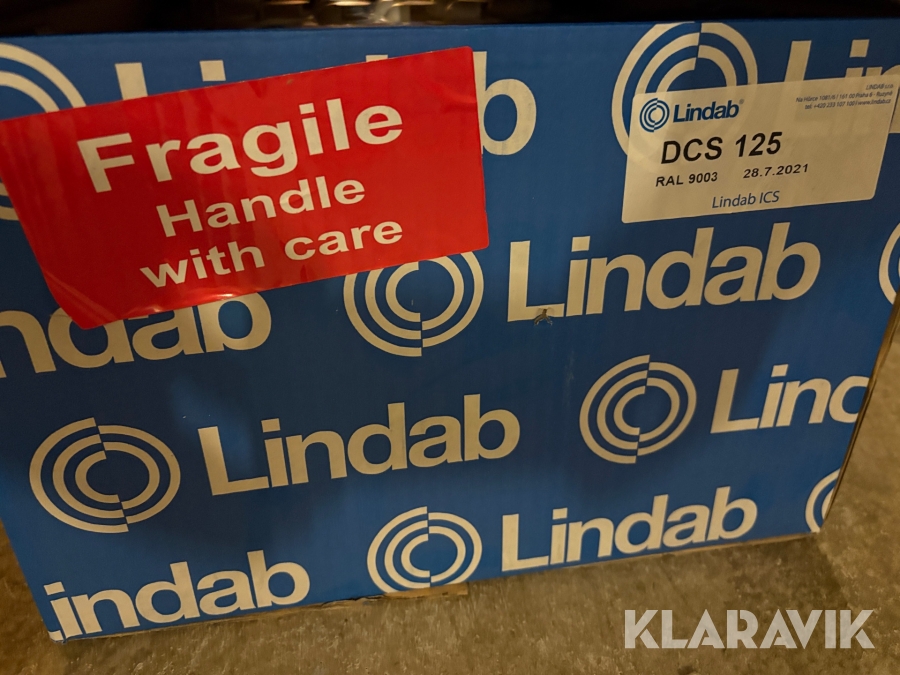 Fragile
Handle
with care
LINDAB s.r.o.
Lindab
DCS 125
RAL 9003 28.7.2021
Lindab ICS
Lindab
Lindab
Lindab
indab
KLARAVIK